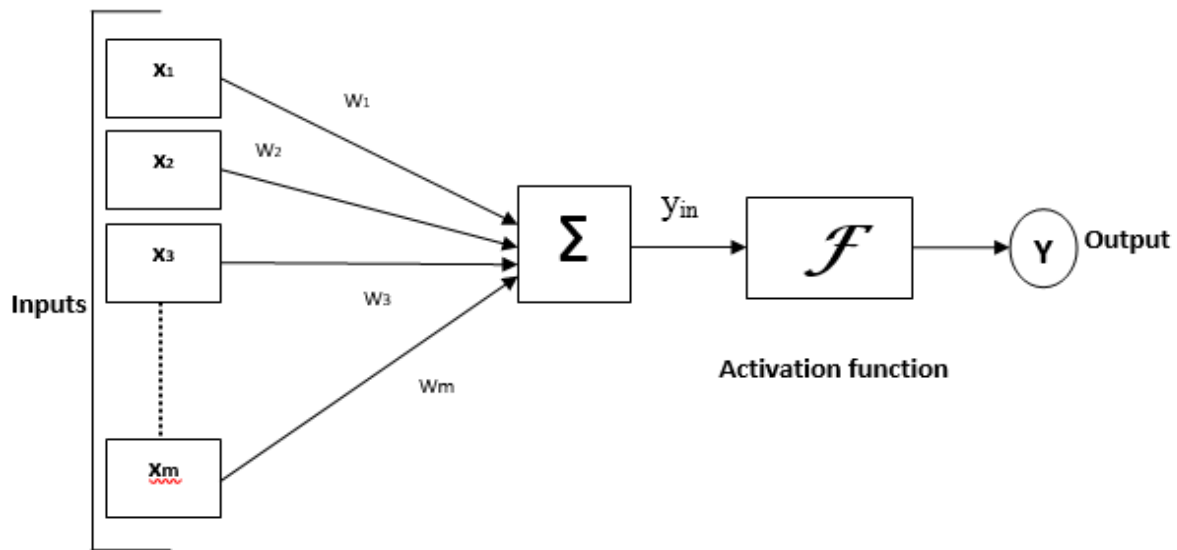 x₁
W₁
W₂
x₂
yᵢₙ
Σ
ℱ
Y
Output
x₃
Inputs
W₃
Activation function
Wm
Xm